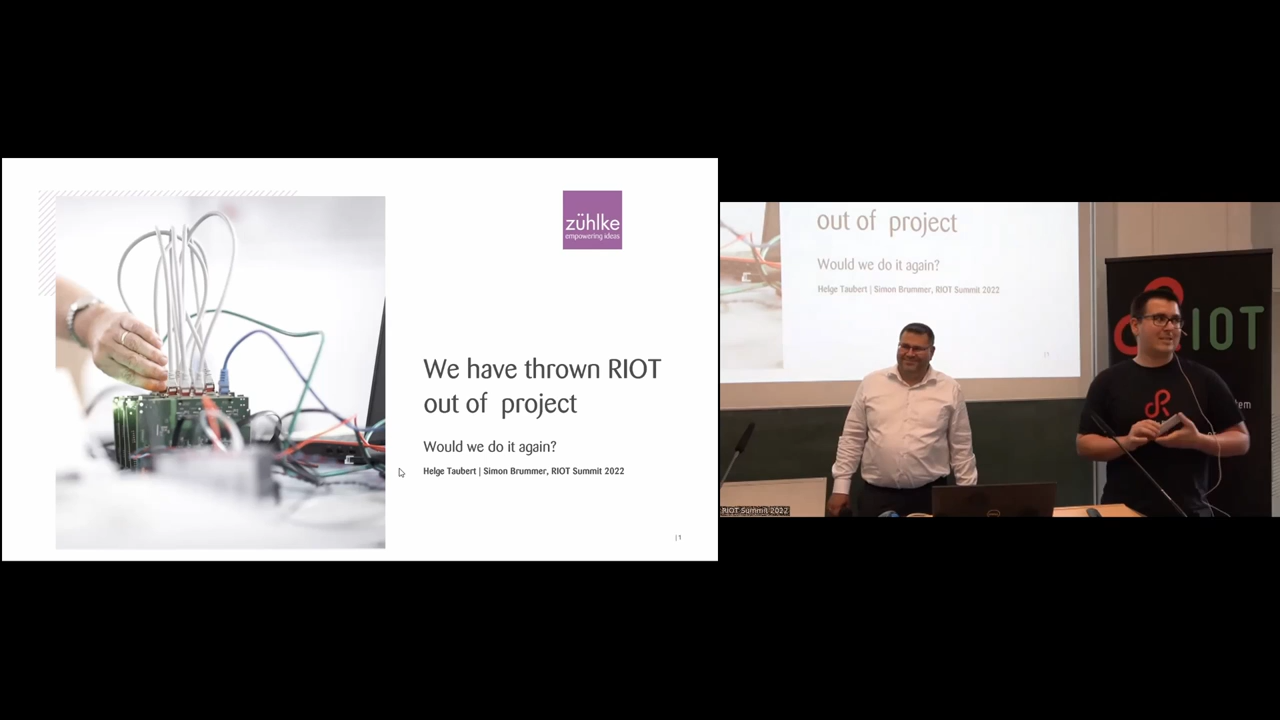 zühlke
empowering ideas
We have thrown RIOT
out of project
Would we do it again?
Helge Taubert | Simon Brummer, RIOT Summit 2022
| 1
out of project
Would we do it again?
Helge Taubert | Simon Brummer, RIOT Summit 2022
RIOT
RIOT Summit 2022